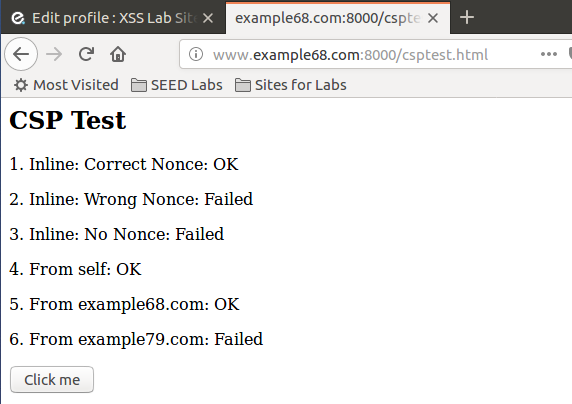 Edit profile : XSS Lab Sit
example68.com:8000/cspte
www.example68.com:8000/csptest.html
Most Visited SEED Labs Sites for Labs
CSP Test
1. Inline: Correct Nonce: OK
2. Inline: Wrong Nonce: Failed
3. Inline: No Nonce: Failed
4. From self: OK
5. From example68.com: OK
6. From example79.com: Failed
Click me